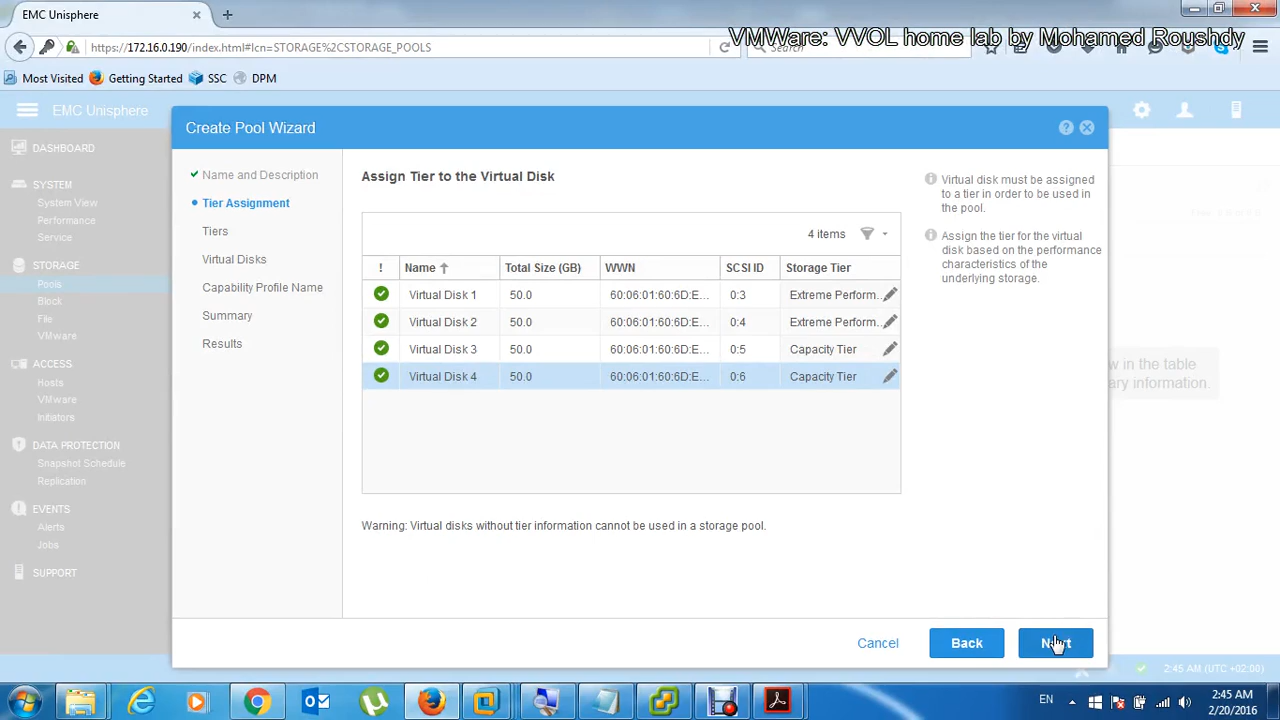 EMC Unisphere
https://172.16.0.190/index.html#lcn=STORAGE%2CSTORAGE_POOLS
Search
VMWare: VVOL home lab by Mohamed Roushdy
Most Visited
Getting Started
SSC
DPM
EMC Unisphere
DASHBOARD
SYSTEM
System View
Performance
Service
STORAGE
Pools
Block
File
VMware
ACCESS
Hosts
VMware
Initiators
DATA PROTECTION
Snapshot Schedule
Replication
EVENTS
Alerts
Jobs
SUPPORT
Create Pool Wizard
Name and Description
Tier Assignment
Tiers
Virtual Disks
Capability Profile Name
Summary
Results
Assign Tier to the Virtual Disk
4 items
! Name Total Size (GB) WWN SCSI ID Storage Tier
Virtual Disk 1 50.0 60:06:01:60:6D:E... 0:3 Extreme Perform...
Virtual Disk 2 50.0 60:06:01:60:6D:E... 0:4 Extreme Perform...
Virtual Disk 3 50.0 60:06:01:60:6D:E... 0:5 Capacity Tier
Virtual Disk 4 50.0 60:06:01:60:6D:E... 0:6 Capacity Tier
Warning: Virtual disks without tier information cannot be used in a storage pool.
Virtual disk must be assigned
to a tier in order to be used in
the pool.
Assign the tier for the virtual
disk based on the performance
characteristics of the
underlying storage.
w in the table
ary information.
Cancel
Back
Next
2:45 AM (UTC +02:00)
EN
2:45 AM
2/20/2016